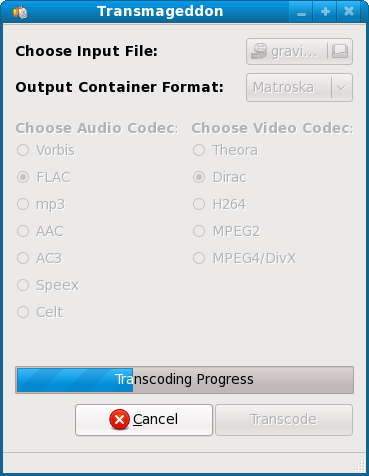 Transmageddon
Choose Input File: gravi...
Output Container Format: Matroska
Choose Audio Codec: Choose Video Codec:
Vorbis Theora
FLAC Dirac
mp3 H264
AAC MPEG2
AC3 MPEG4/DivX
Speex
Celt
Transcoding Progress
Cancel Transcode